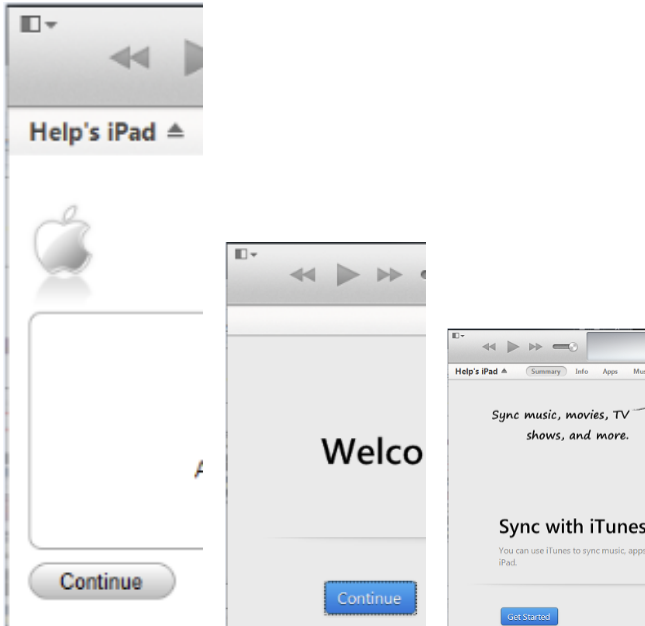 Help's iPad
A
Continue
Welco
Continue
Help's iPad Summary Info Apps Mus
Sync music, movies, TV
shows, and more.
Sync with iTunes
You can use iTunes to sync music, apps
iPad.
Get Started